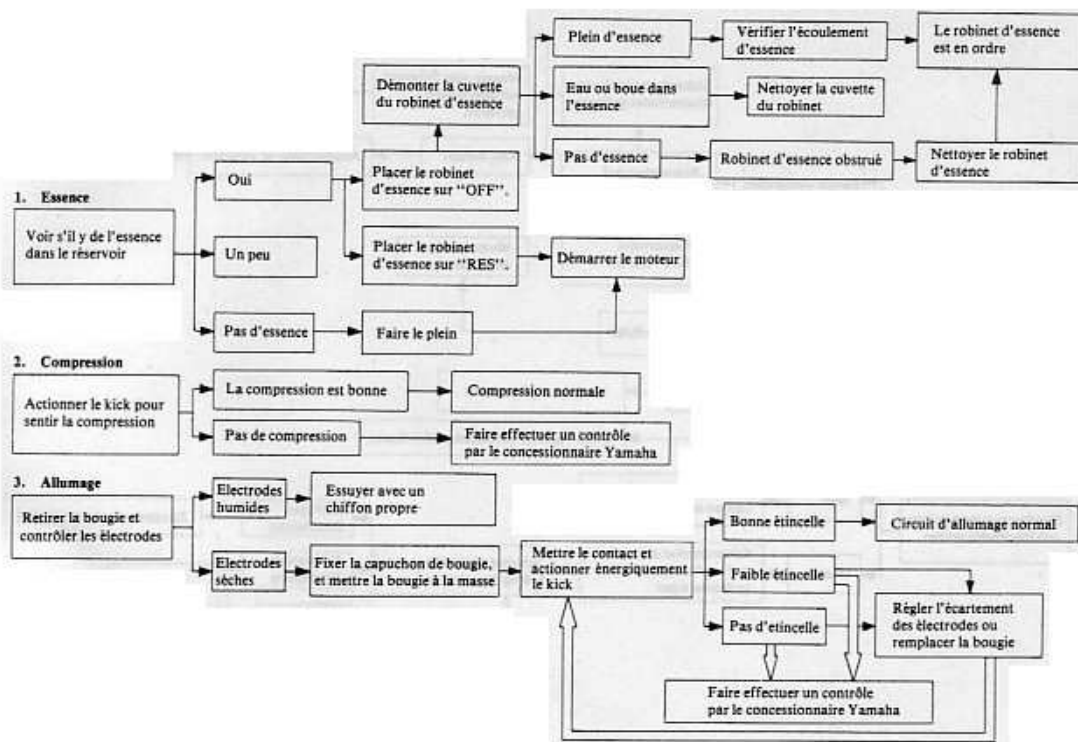 Plein d'essence
Vérifier l'écoulement
d'essence
Le robinet d'essence
est en ordre
Démonter la cuvette
du robinet d'essence
Eau ou boue dans
l'essence
Nettoyer la cuvette
du robinet
Pas d'essence
Robinet d'essence obstrué
Nettoyer le robinet
d'essence
1. Essence
Voir s'il y de l'essence
dans le réservoir
Oui
Placer le robinet
d'essence sur "OFF".
Un peu
Placer le robinet
d'essence sur "RES".
Démarrer le moteur
Pas d'essence
Faire le plein
2. Compression
Actionner le kick pour
sentir la compression
La compression est bonne
Compression normale
Pas de compression
Faire effectuer un contrôle
par le concessionnaire Yamaha
3. Allumage
Retirer la bougie et
contrôler les électrodes
Electrodes
humides
Essuyer avec un
chiffon propre
Electrodes
sèches
Fixer la capuchon de bougie,
et mettre la bougie à la masse
Mettre le contact et
actionner énergiquement
le kick
Bonne étincelle
Circuit d'allumage normal
Faible étincelle
Pas d'etincelle
Régler l'écartement
des électrodes ou
remplacer la bougie
Faire effectuer un contrôle
par le concessionnaire Yamaha